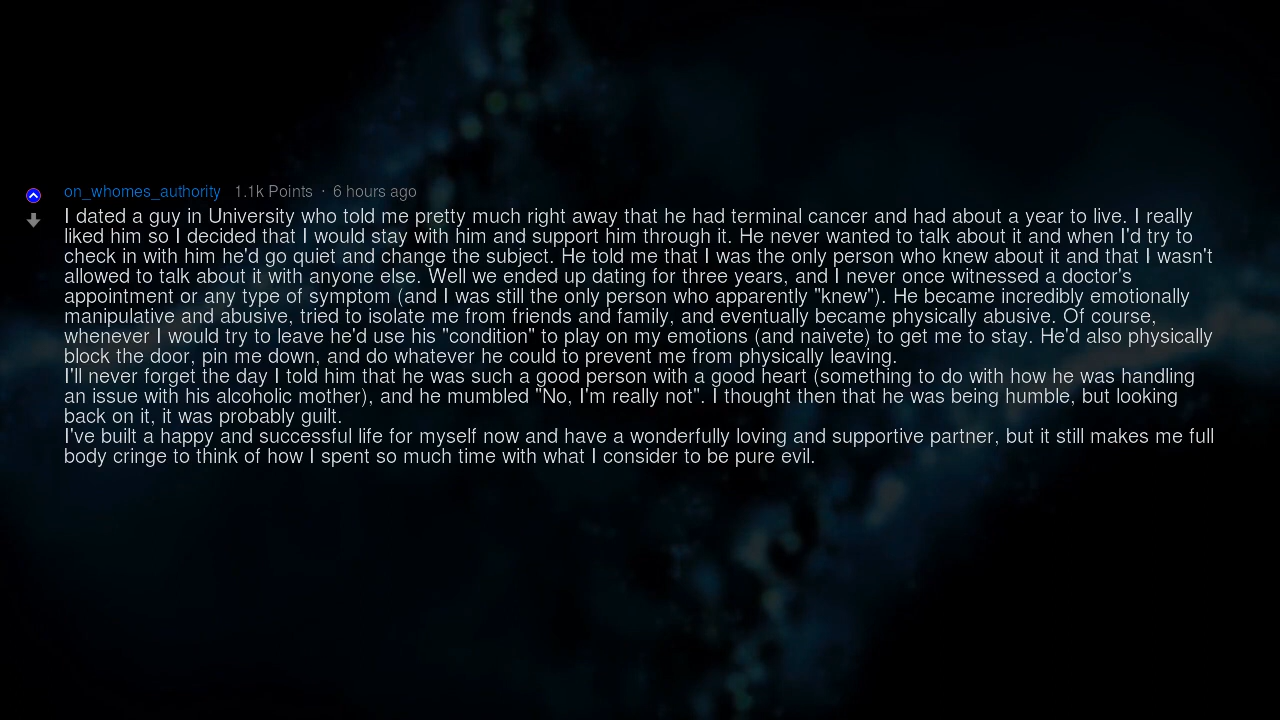 on_whomes_authority 1.1k Points · 6 hours ago
I dated a guy in University who told me pretty much right away that he had terminal cancer and had about a year to live. I really
liked him so I decided that I would stay with him and support him through it. He never wanted to talk about it and when I'd try to
check in with him he'd go quiet and change the subject. He told me that I was the only person who knew about it and that I wasn't
allowed to talk about it with anyone else. Well we ended up dating for three years, and I never once witnessed a doctor's
appointment or any type of symptom (and I was still the only person who apparently "knew"). He became incredibly emotionally
manipulative and abusive, tried to isolate me from friends and family, and eventually became physically abusive. Of course,
whenever I would try to leave he'd use his "condition" to play on my emotions (and naivete) to get me to stay. He'd also physically
block the door, pin me down, and do whatever he could to prevent me from physically leaving.
I'll never forget the day I told him that he was such a good person with a good heart (something to do with how he was handling
an issue with his alcoholic mother), and he mumbled "No, I'm really not". I thought then that he was being humble, but looking
back on it, it was probably guilt.
I've built a happy and successful life for myself now and have a wonderfully loving and supportive partner, but it still makes me full
body cringe to think of how I spent so much time with what I consider to be pure evil.